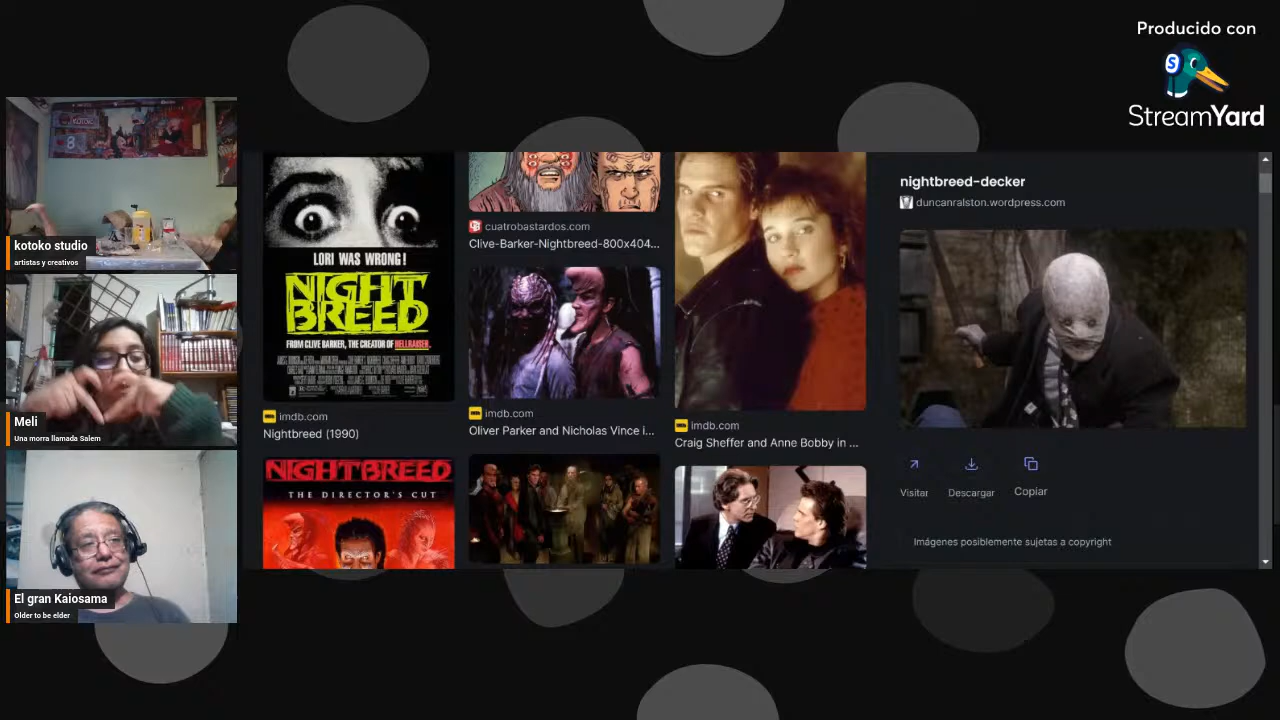 Producido con
StreamYard
kotoko studio
artistas y creativos
Meli
Una morra llamada Salem
El gran Kaiosama
Older to be elder
LORI WAS WRONG!
NIGHT
BREED
FROM CLIVE BARKER, THE CREATOR OF HELLRAISER.
imdb.com
Nightbreed (1990)
NIGHTBREED
THE DIRECTOR'S CUT
cuatrobastardos.com
Clive-Barker-Nightbreed-800x404...
imdb.com
Oliver Parker and Nicholas Vince i...
imdb.com
Craig Sheffer and Anne Bobby in ...
nightbreed-decker
duncanralston.wordpress.com
Visitar
Descargar
Copiar
Imágenes posiblemente sujetas a copyright